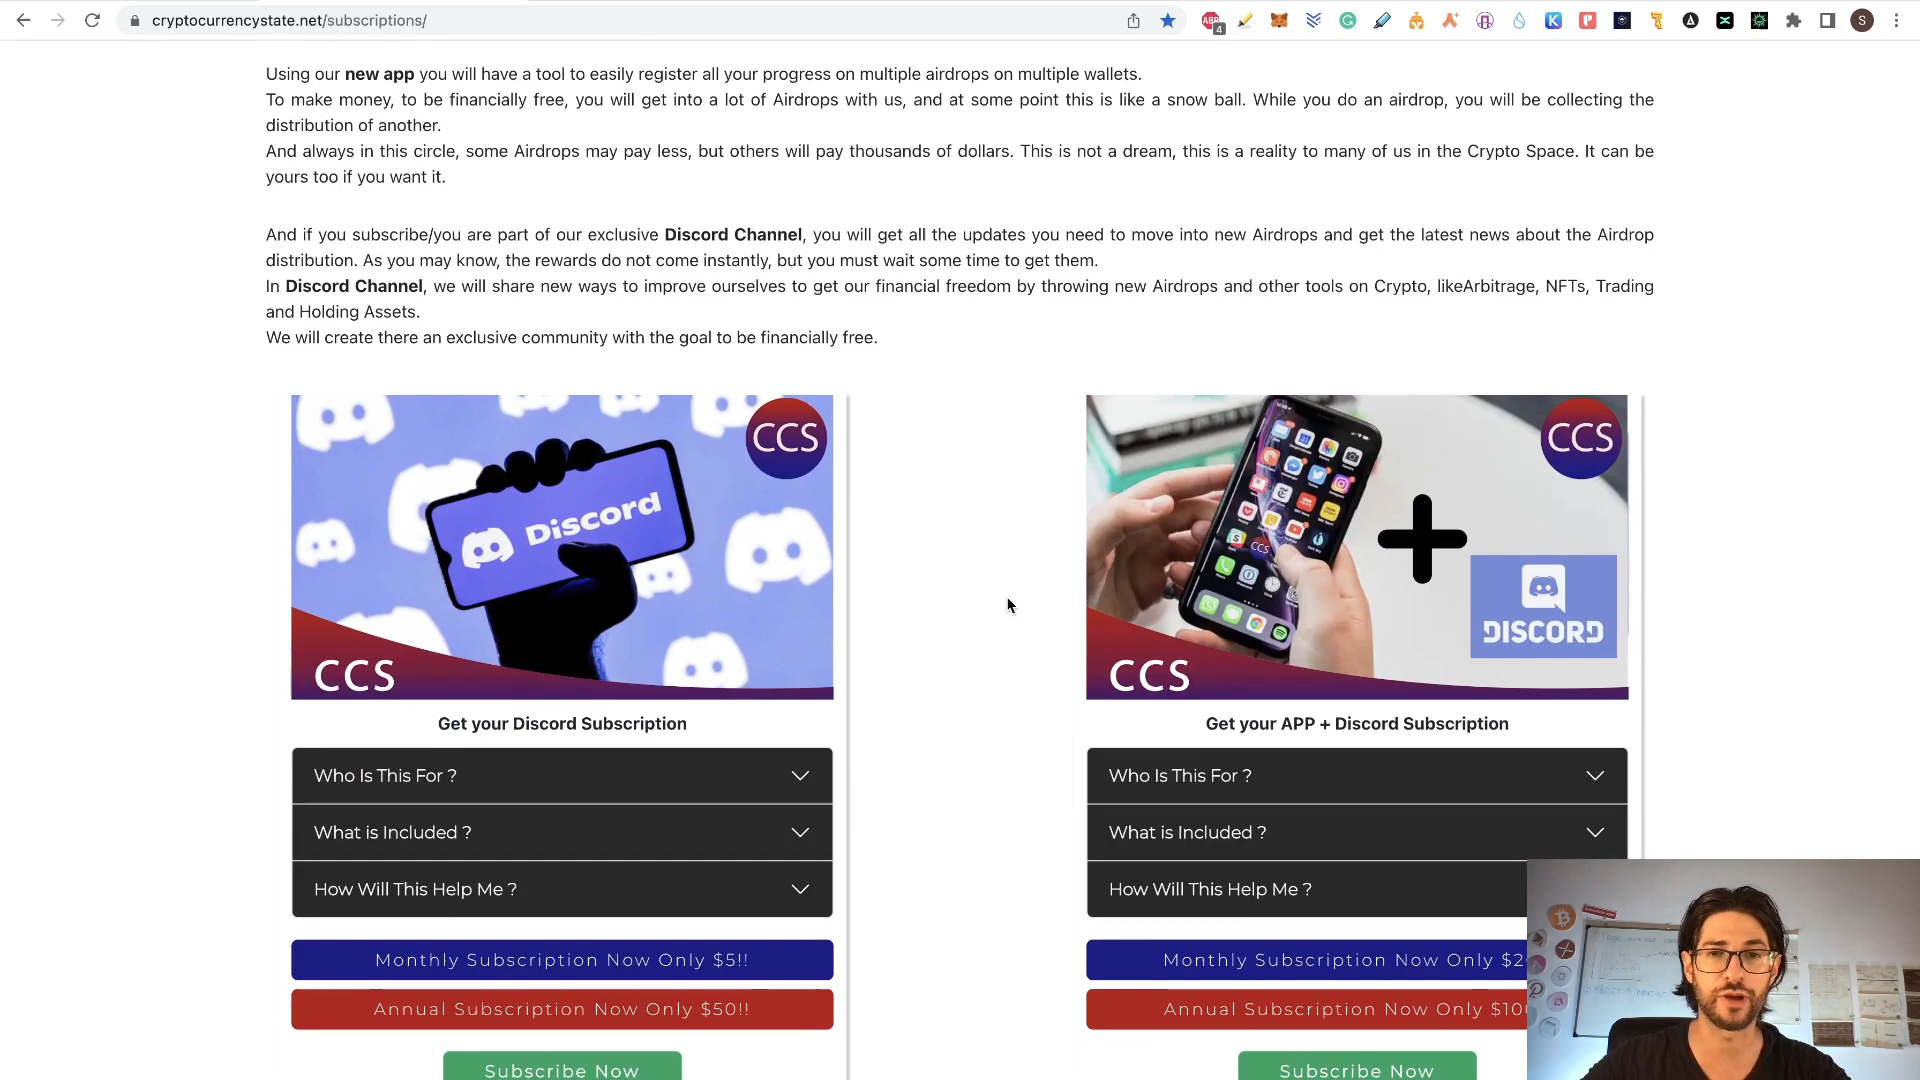 cryptocurrencystate.net/subscriptions/
ABP
4
S
Using our new app you will have a tool to easily register all your progress on multiple airdrops on multiple wallets.
To make money, to be financially free, you will get into a lot of Airdrops with us, and at some point this is like a snow ball. While you do an airdrop, you will be collecting the
distribution of another.
And always in this circle, some Airdrops may pay less, but others will pay thousands of dollars. This is not a dream, this is a reality to many of us in the Crypto Space. It can be
yours too if you want it.
And if you subscribe/you are part of our exclusive Discord Channel, you will get all the updates you need to move into new Airdrops and get the latest news about the Airdrop
distribution. As you may know, the rewards do not come instantly, but you must wait some time to get them.
In Discord Channel, we will share new ways to improve ourselves to get our financial freedom by throwing new Airdrops and other tools on Crypto, likeArbitrage, NFTs, Trading
and Holding Assets.
We will create there an exclusive community with the goal to be financially free.
CCS
Discord
CCS
Get your Discord Subscription
Who Is This For ?
What is Included ?
How Will This Help Me ?
Monthly Subscription Now Only $5!!
Annual Subscription Now Only $50!!
Subscribe Now
CCS
CCS
DISCORD
CCS
Get your APP + Discord Subscription
Who Is This For ?
What is Included ?
How Will This Help Me ?
Monthly Subscription Now Only $2
Annual Subscription Now Only $10
Subscribe Now